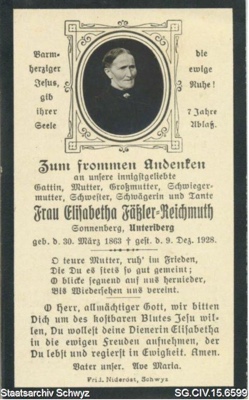 Barm-
herziger
Jesus,
gib
ihrer
Seele
die
ewige
Ruhe!
7 Jahre
Ablaß.
Zum frommen Andenken
an unsere innigstgeliebte
Gattin, Mutter, Großmutter, Schwieger-
mutter, Schwester, Schwägerin und Tante
Frau Elisabetha Fäßler-Reichmuth
Sonnenberg, Unteriberg
geb. d. 30. März 1863 † gest. d. 9. Dez. 1928.
O teure Mutter, ruh' im Frieden,
Die Du es stets so gut gemeint;
O blicke segnend auf uns hernieder,
Bis Wiedersehen uns vereint.
O Herr, allmächtiger Gott, wir bitten
Dich um des kostbaren Blutes Jesu wil-
len, Du wollest deine Dienerin Elisabetha
in die ewigen Freuden aufnehmen, der
du lebst und regierst in Ewigkeit. Amen.
Vater unser. Ave Maria.
Frid. Nideröst, Schwyz
Staatsarchiv Schwyz
SG.CIV.15.6599